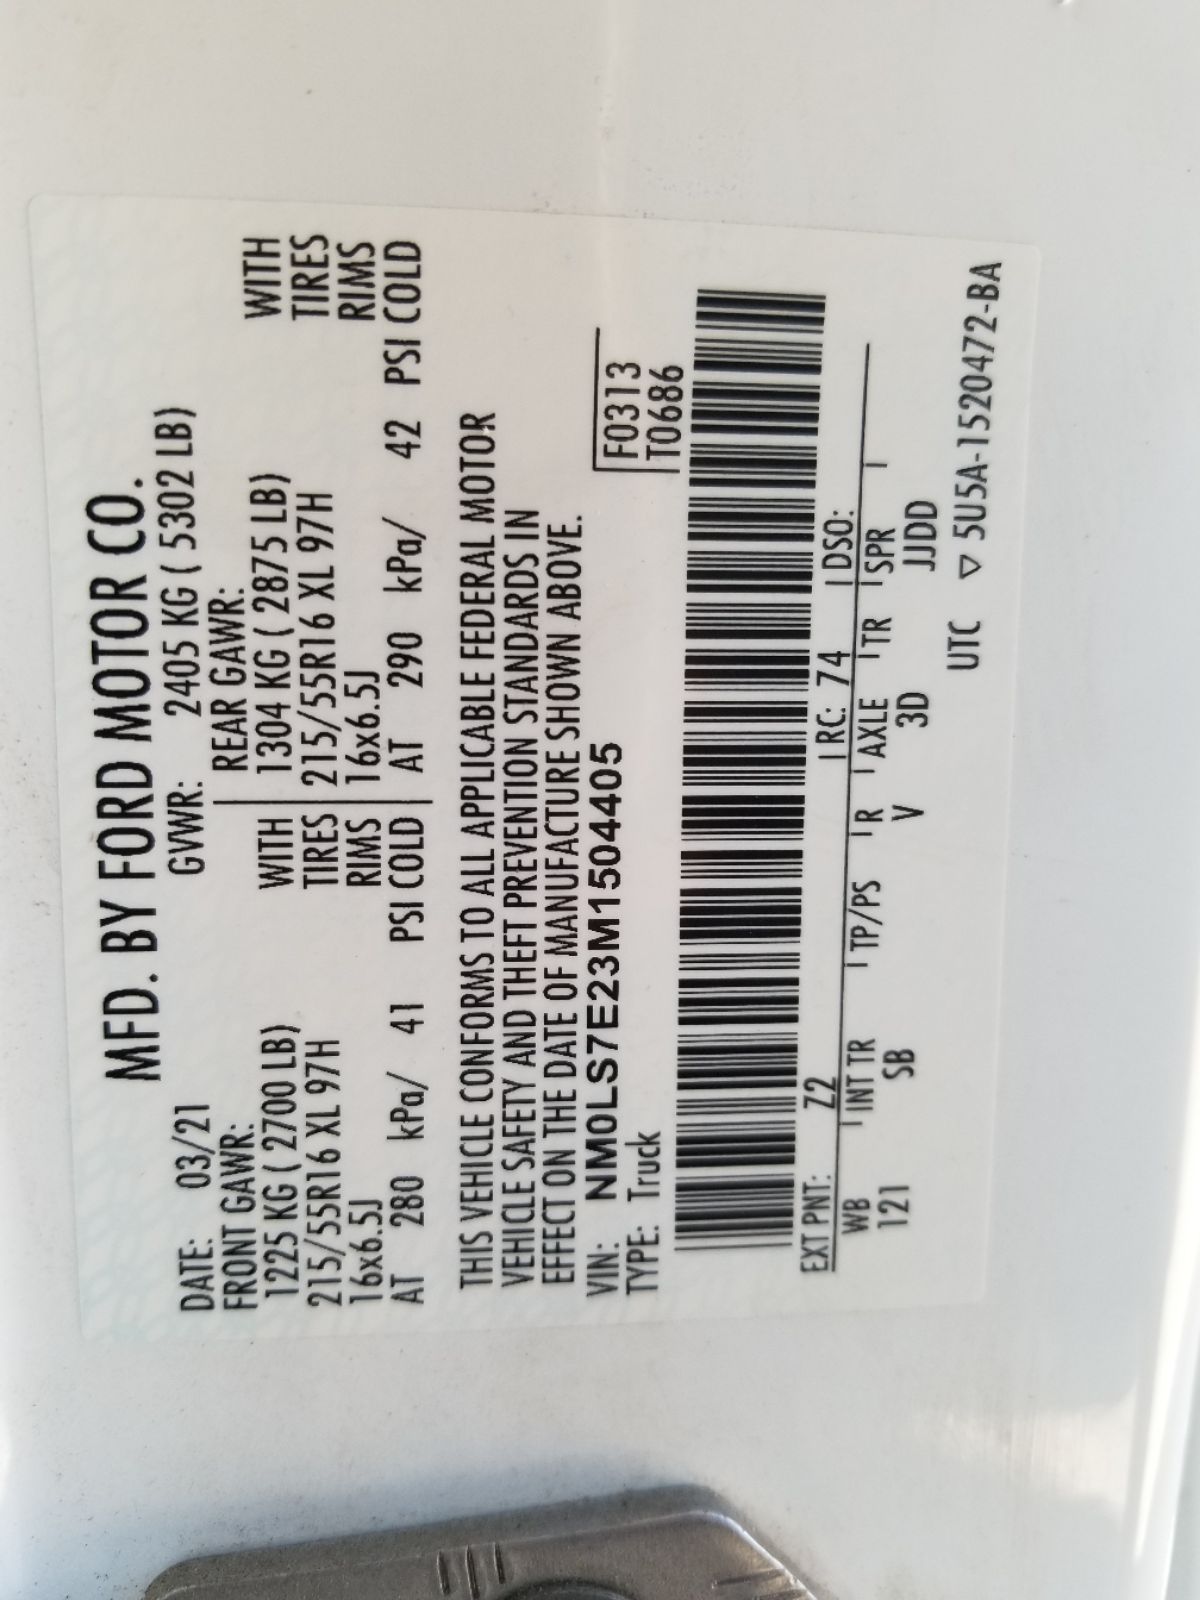 MFD. BY FORD MOTOR CO.
DATE: 03/21 GVWR: 2405 KG ( 5302 LB)
FRONT GAWR: REAR GAWR:
1225 KG ( 2700 LB) WITH 1304 KG ( 2875 LB) WITH
215/55R16 XL 97H TIRES 215/55R16 XL 97H TIRES
16x6.5J RIMS 16x6.5J RIMS
AT 280 kPa/ 41 PSI COLD AT 290 kPa/ 42 PSI COLD
THIS VEHICLE CONFORMS TO ALL APPLICABLE FEDERAL MOTOR
VEHICLE SAFETY AND THEFT PREVENTION STANDARDS IN
EFFECT ON THE DATE OF MANUFACTURE SHOWN ABOVE.
VIN: NM0LS7E23M1504405 F0313
TYPE: Truck T0686
EXT PNT: Z2 RC: 74 DSO:
WB INT TR TP/PS R AXLE TR SPR
121 SB V 3D JJDD
UTC ▽ 5U5A-1520472-BA